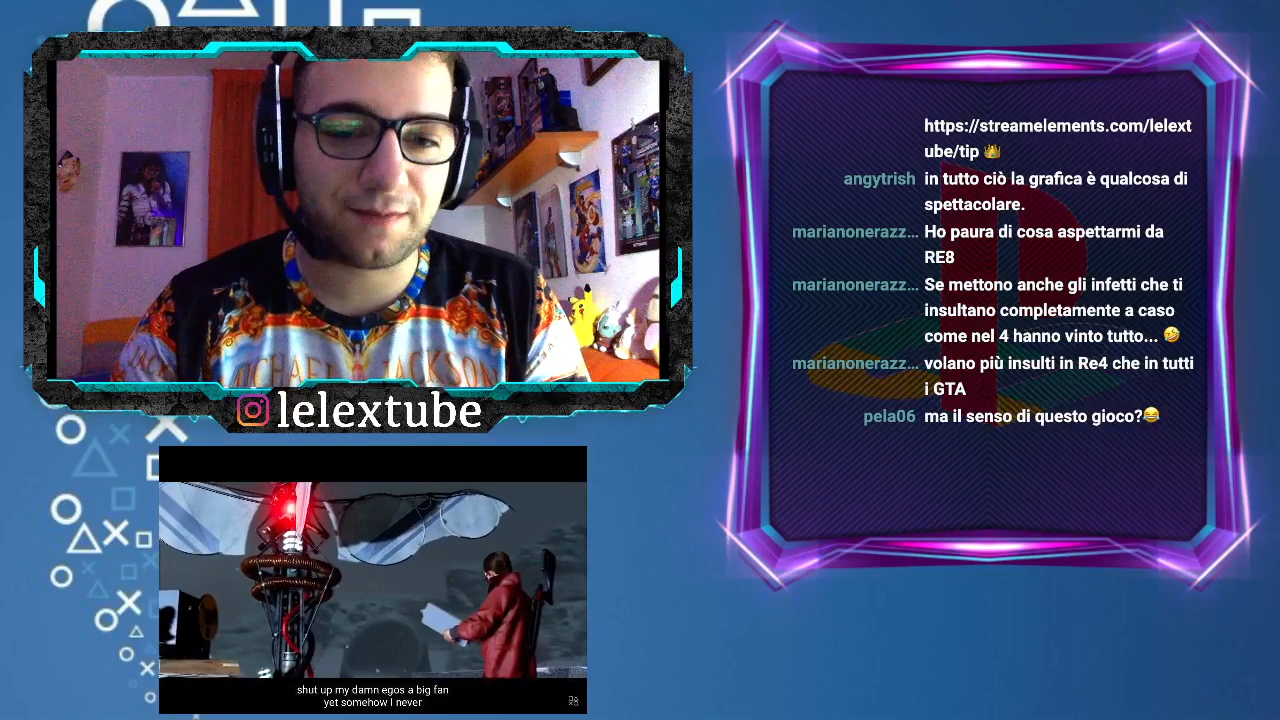 MICHAEL JACKSON
lelextube
shut up my damn egos a big fan
yet somehow I never
https://streamelements.com/lelext
ube/tip 👑
angytrish in tutto ciò la grafica è qualcosa di
spettacolare.
marianonerazz... Ho paura di cosa aspettarmi da
RE8
marianonerazz... Se mettono anche gli infetti che ti
insultano completamente a caso
come nel 4 hanno vinto tutto... 🤣
marianonerazz... volano più insulti in Re4 che in tutti
i GTA
pela06 ma il senso di questo gioco?😂